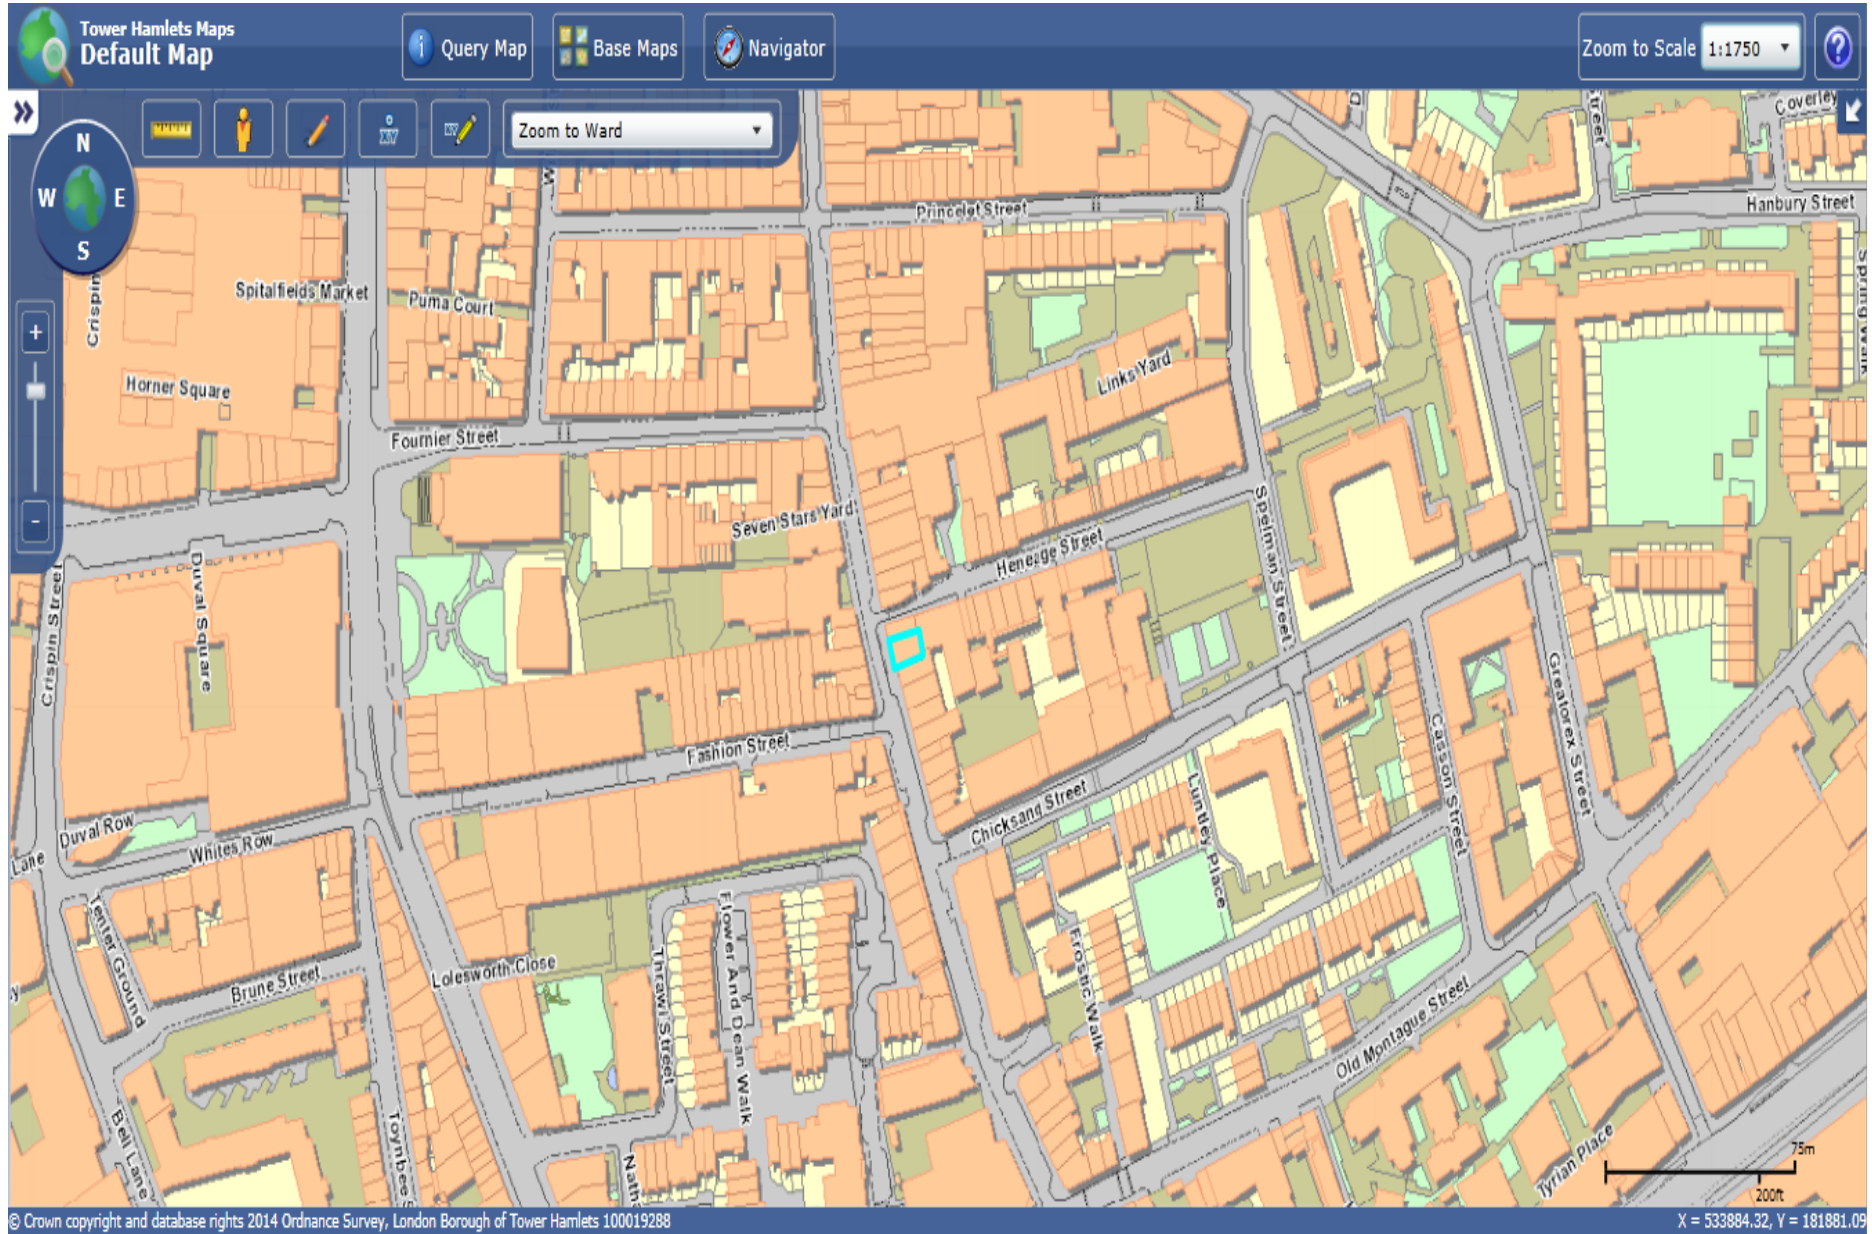 Tower Hamlets Maps
Default Map
Query Map
Base Maps
Navigator
Zoom to Scale 1:1750
Zoom to Ward
N
W E
S
+
-
Coverley
Hanbury Street
Princelet Street
Spitalfields Market
Puma Court
Crispin
Horner Square
Links Yard
Fournier Street
Seven Stars Yard
Heneage Street
Spelman Street
Spring Walk
Duval Square
Crispin Street
Fashion Street
Greatorex Street
Casson Street
Chicksand Street
Luntley Place
Duval Row
Whites Row
Lane
Tenter Ground
Brune Street
Lolesworth Close
Thrawl Street
Flower And Dean Walk
Frostic Walk
Old Montague Street
Bell Lane
Toynbee S
Nath
Tyrian Place
75m
200ft
© Crown copyright and database rights 2014 Ordnance Survey, London Borough of Tower Hamlets 100019288
X = 533884.32, Y = 181881.09